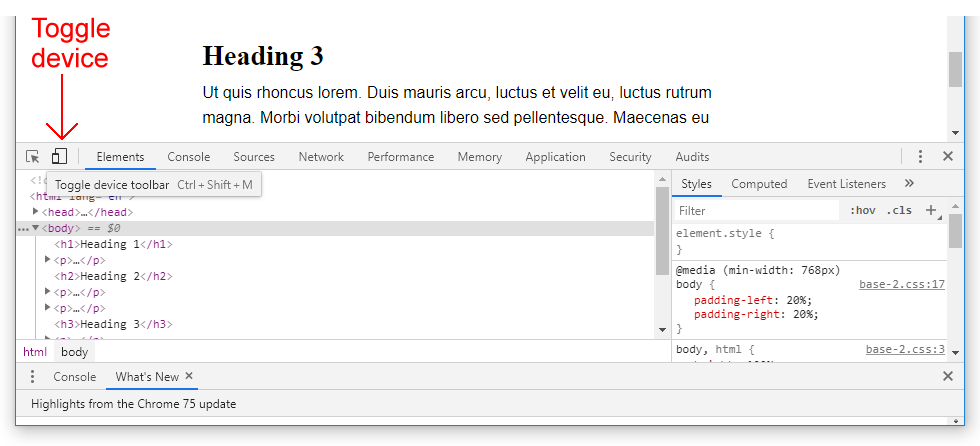 Toggle
device
Heading 3
Ut quis rhoncus lorem. Duis mauris arcu, luctus et velit eu, luctus rutrum
magna. Morbi volutpat bibendum libero sed pellentesque. Maecenas eu
Elements Console Sources Network Performance Memory Application Security Audits
Toggle device toolbar Ctrl + Shift + M
<html lang="en">
<head>…</head>
<body> == $0
<h1>Heading 1</h1>
<p>…</p>
<h2>Heading 2</h2>
<p>…</p>
<p>…</p>
<h3>Heading 3</h3>
<p>…</p>
html body
Styles Computed Event Listeners »
Filter :hov .cls +
element.style {
}
@media (min-width: 768px)
body { base-2.css:17
padding-left: 20%;
padding-right: 20%;
}
body, html { base-2.css:3
Console What's New ×
Highlights from the Chrome 75 update